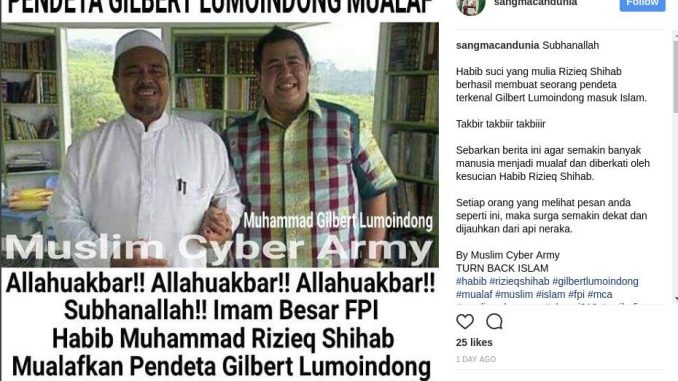 PENDETA GILBERT LUMOINDONG MUALAF
Muhammad Gilbert Lumoindong
Muslim Cyber Army
Allahuakbar!! Allahuakbar!! Allahuakbar!!
Subhanallah!! Imam Besar FPI
Habib Muhammad Rizieq Shihab
Mualafkan Pendeta Gilbert Lumoindong
sangmacandunia
Follow
sangmacandunia Subhanallah
Habib suci yang mulia Rizieq Shihab
berhasil membuat seorang pendeta
terkenal Gilbert Lumoindong masuk Islam.
Takbir takbiir takbiiir
Sebarkan berita ini agar semakin banyak
manusia menjadi mualaf dan diberkati oleh
kesucian Habib Rizieq Shihab.
Setiap orang yang melihat pesan anda
seperti ini, maka surga semakin dekat dan
dijauhkan dari api neraka.
By Muslim Cyber Army
TURN BACK ISLAM
#habib #rizieqshihab #gilbertlumoindong
#mualaf #muslim #islam #fpi #mca
25 likes
1 DAY AGO